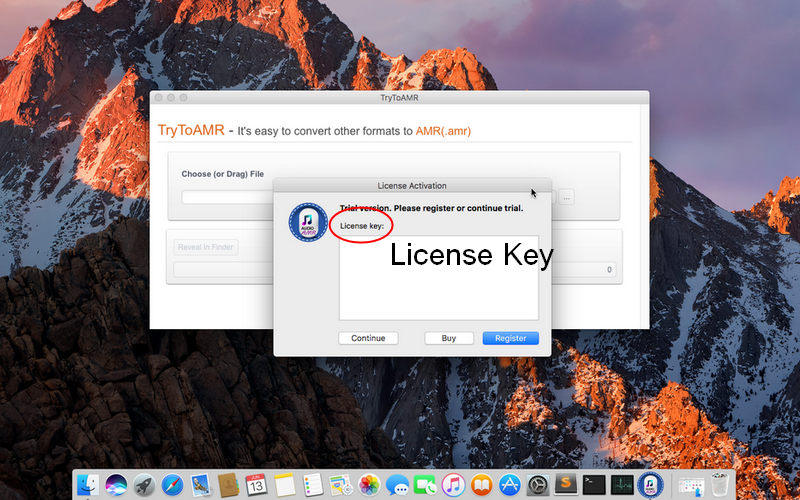 TryToAMR
TryToAMR - It's easy to convert other formats to AMR(.amr)
Choose (or Drag) File
...
License Activation
Trial version. Please register or continue trial.
AUDIO
AMR
License key:
License Key
Reveal In Finder
0
Continue
Buy
Register
13